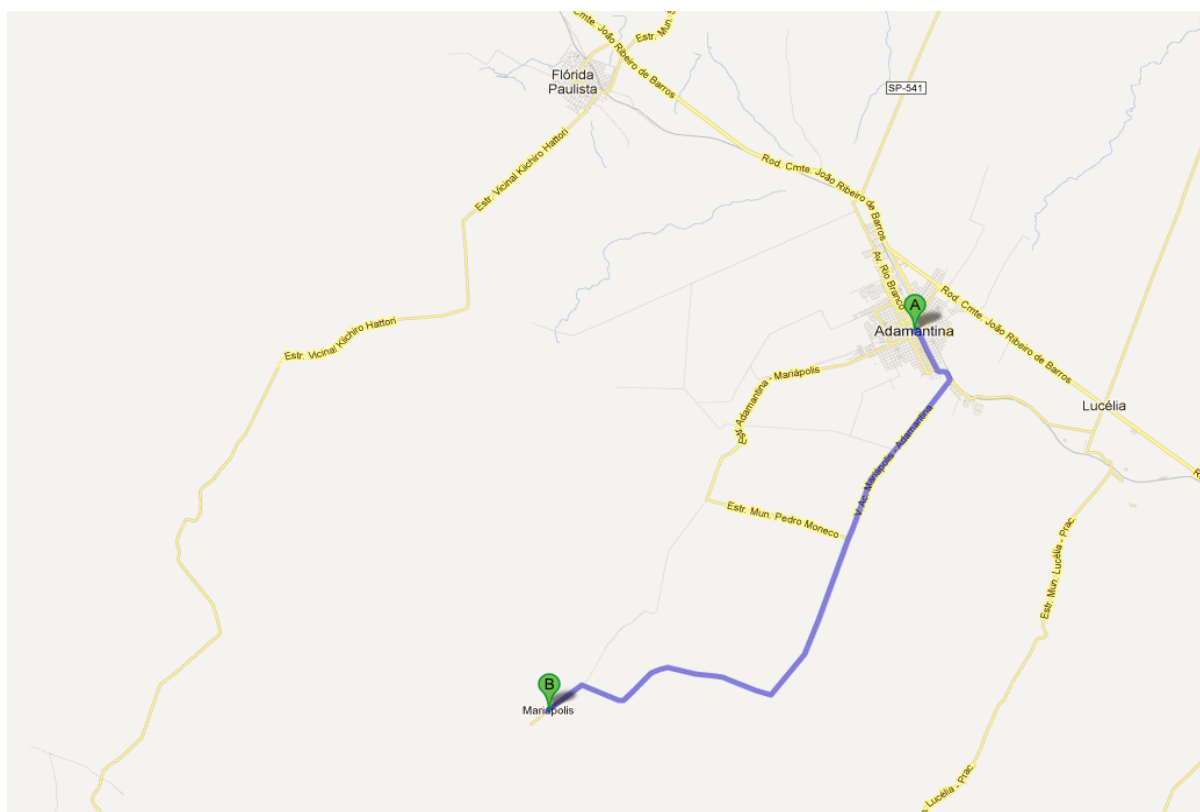 Cmte. João Ribeiro de Barros
Estr. Mun.
Flórida
Paulista
SP-541
Rod. Cmte. João Ribeiro de Barros
Estr. Vicinal Kiichiro Hattori
Av. Rio Branco
Rod. Cmte. João Ribeiro de Barros
A
Adamantina
Estr. Vicinal Kiichiro Hattori
Estr. Adamantina - Mariápolis
Lucélia
V. Ac. Mariápolis - Adamantina
R
Estr. Mun. Pedro Moneco
Estr. Mun. Lucélia - Prac.
B
Mariápolis
Lucélia - Prac.